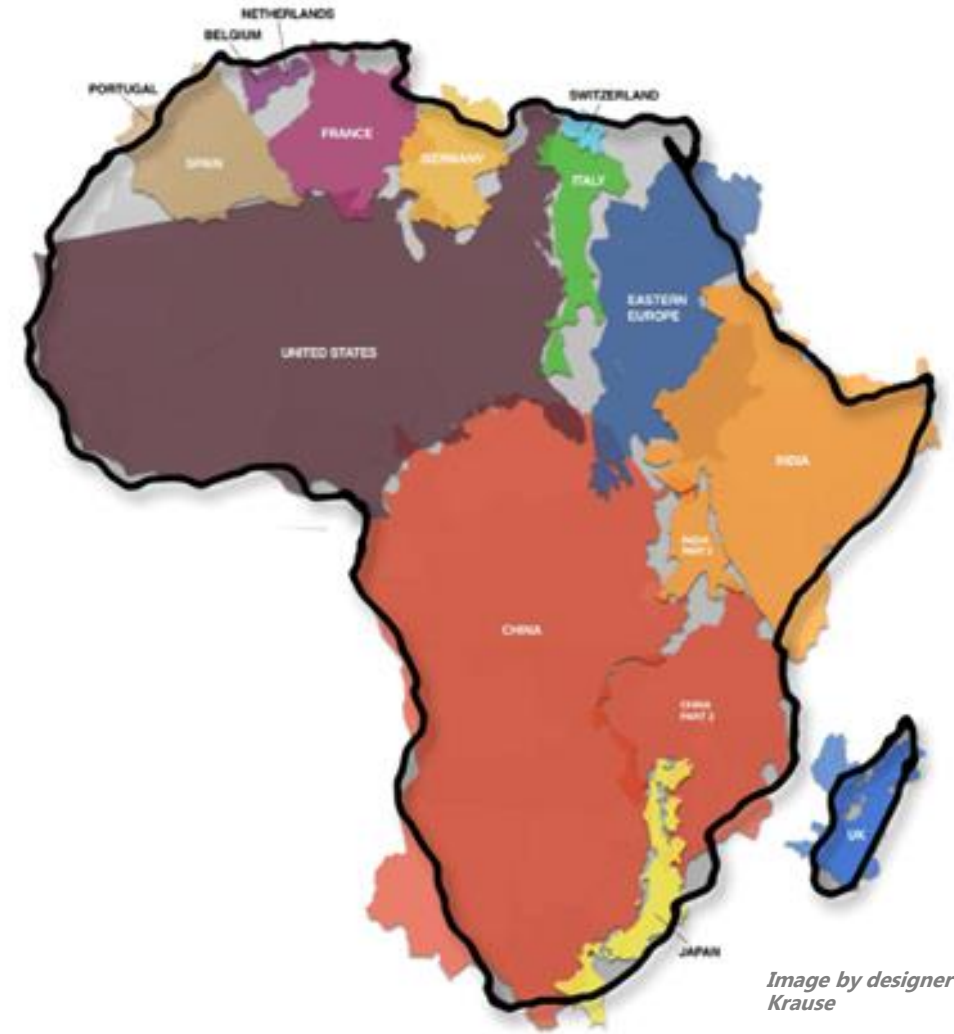 NETHERLANDS
BELGIUM
PORTUGAL
SWITZERLAND
FRANCE
SPAIN
GERMANY
ITALY
EASTERN
EUROPE
UNITED STATES
INDIA
INDIA
PART 2
CHINA
CHINA
PART 2
UK
JAPAN
Image by designer
Krause